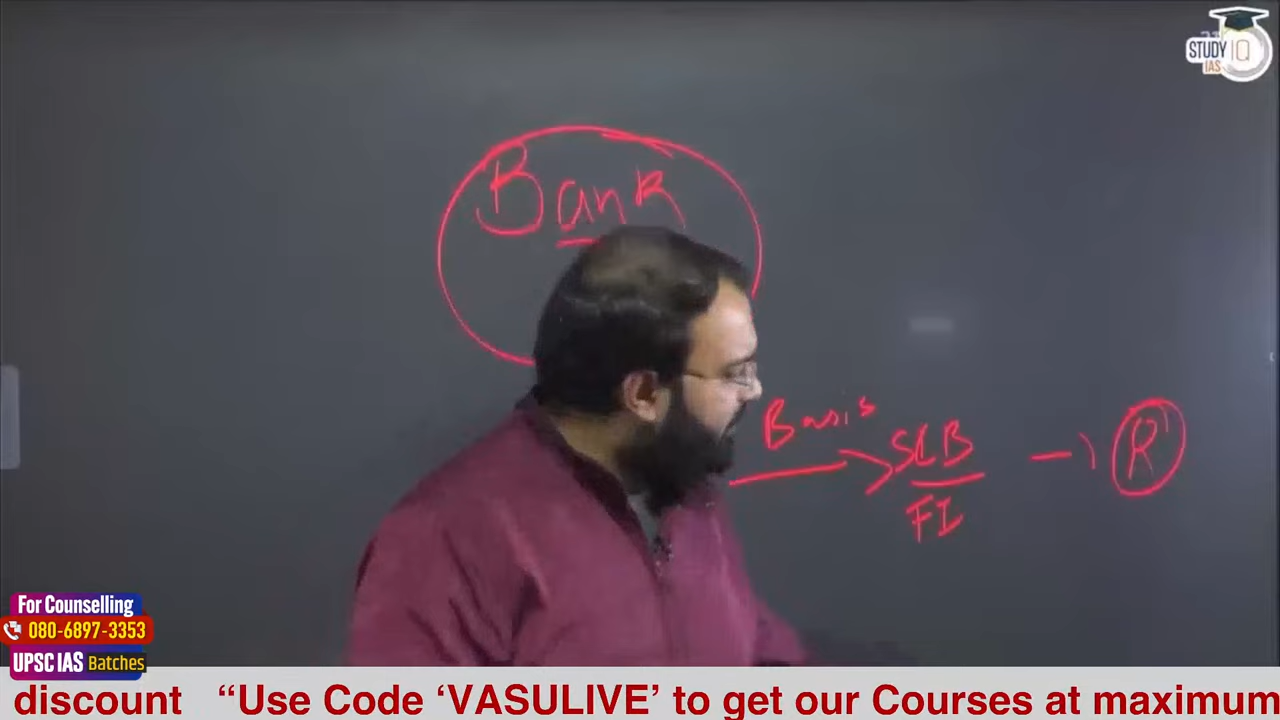 STUDY IQ
IAS
Bank
Basis
SCB
FI
R
For Counselling
080-6897-3353
UPSC IAS Batches
discount “Use Code ‘VASULIVE’ to get our Courses at maximum